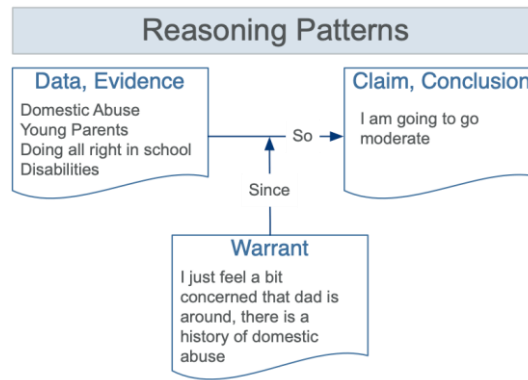 Reasoning Patterns
Data, Evidence
Domestic Abuse
Young Parents
Doing all right in school
Disabilities
So
Claim, Conclusion
I am going to go
moderate
Since
Warrant
I just feel a bit
concerned that dad is
around, there is a
history of domestic
abuse